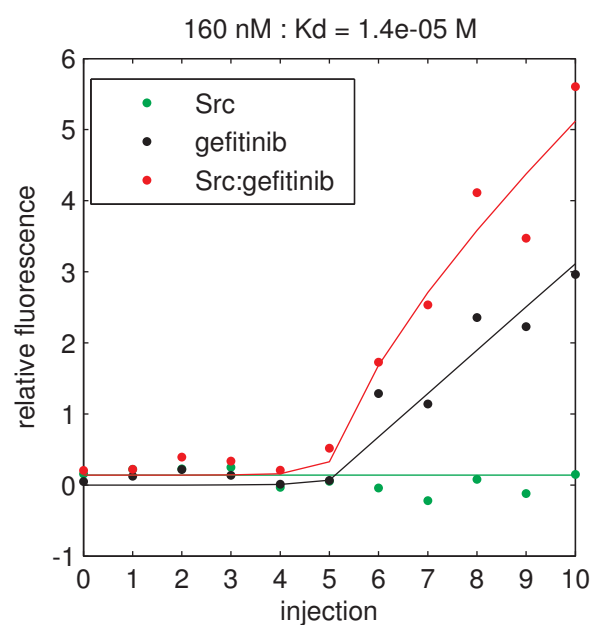 160 nM : Kd = 1.4e-05 M
Src
gefitinib
Src:gefitinib
relative fluorescence
6
5
4
3
2
1
0
-1
0 1 2 3 4 5 6 7 8 9 10
injection